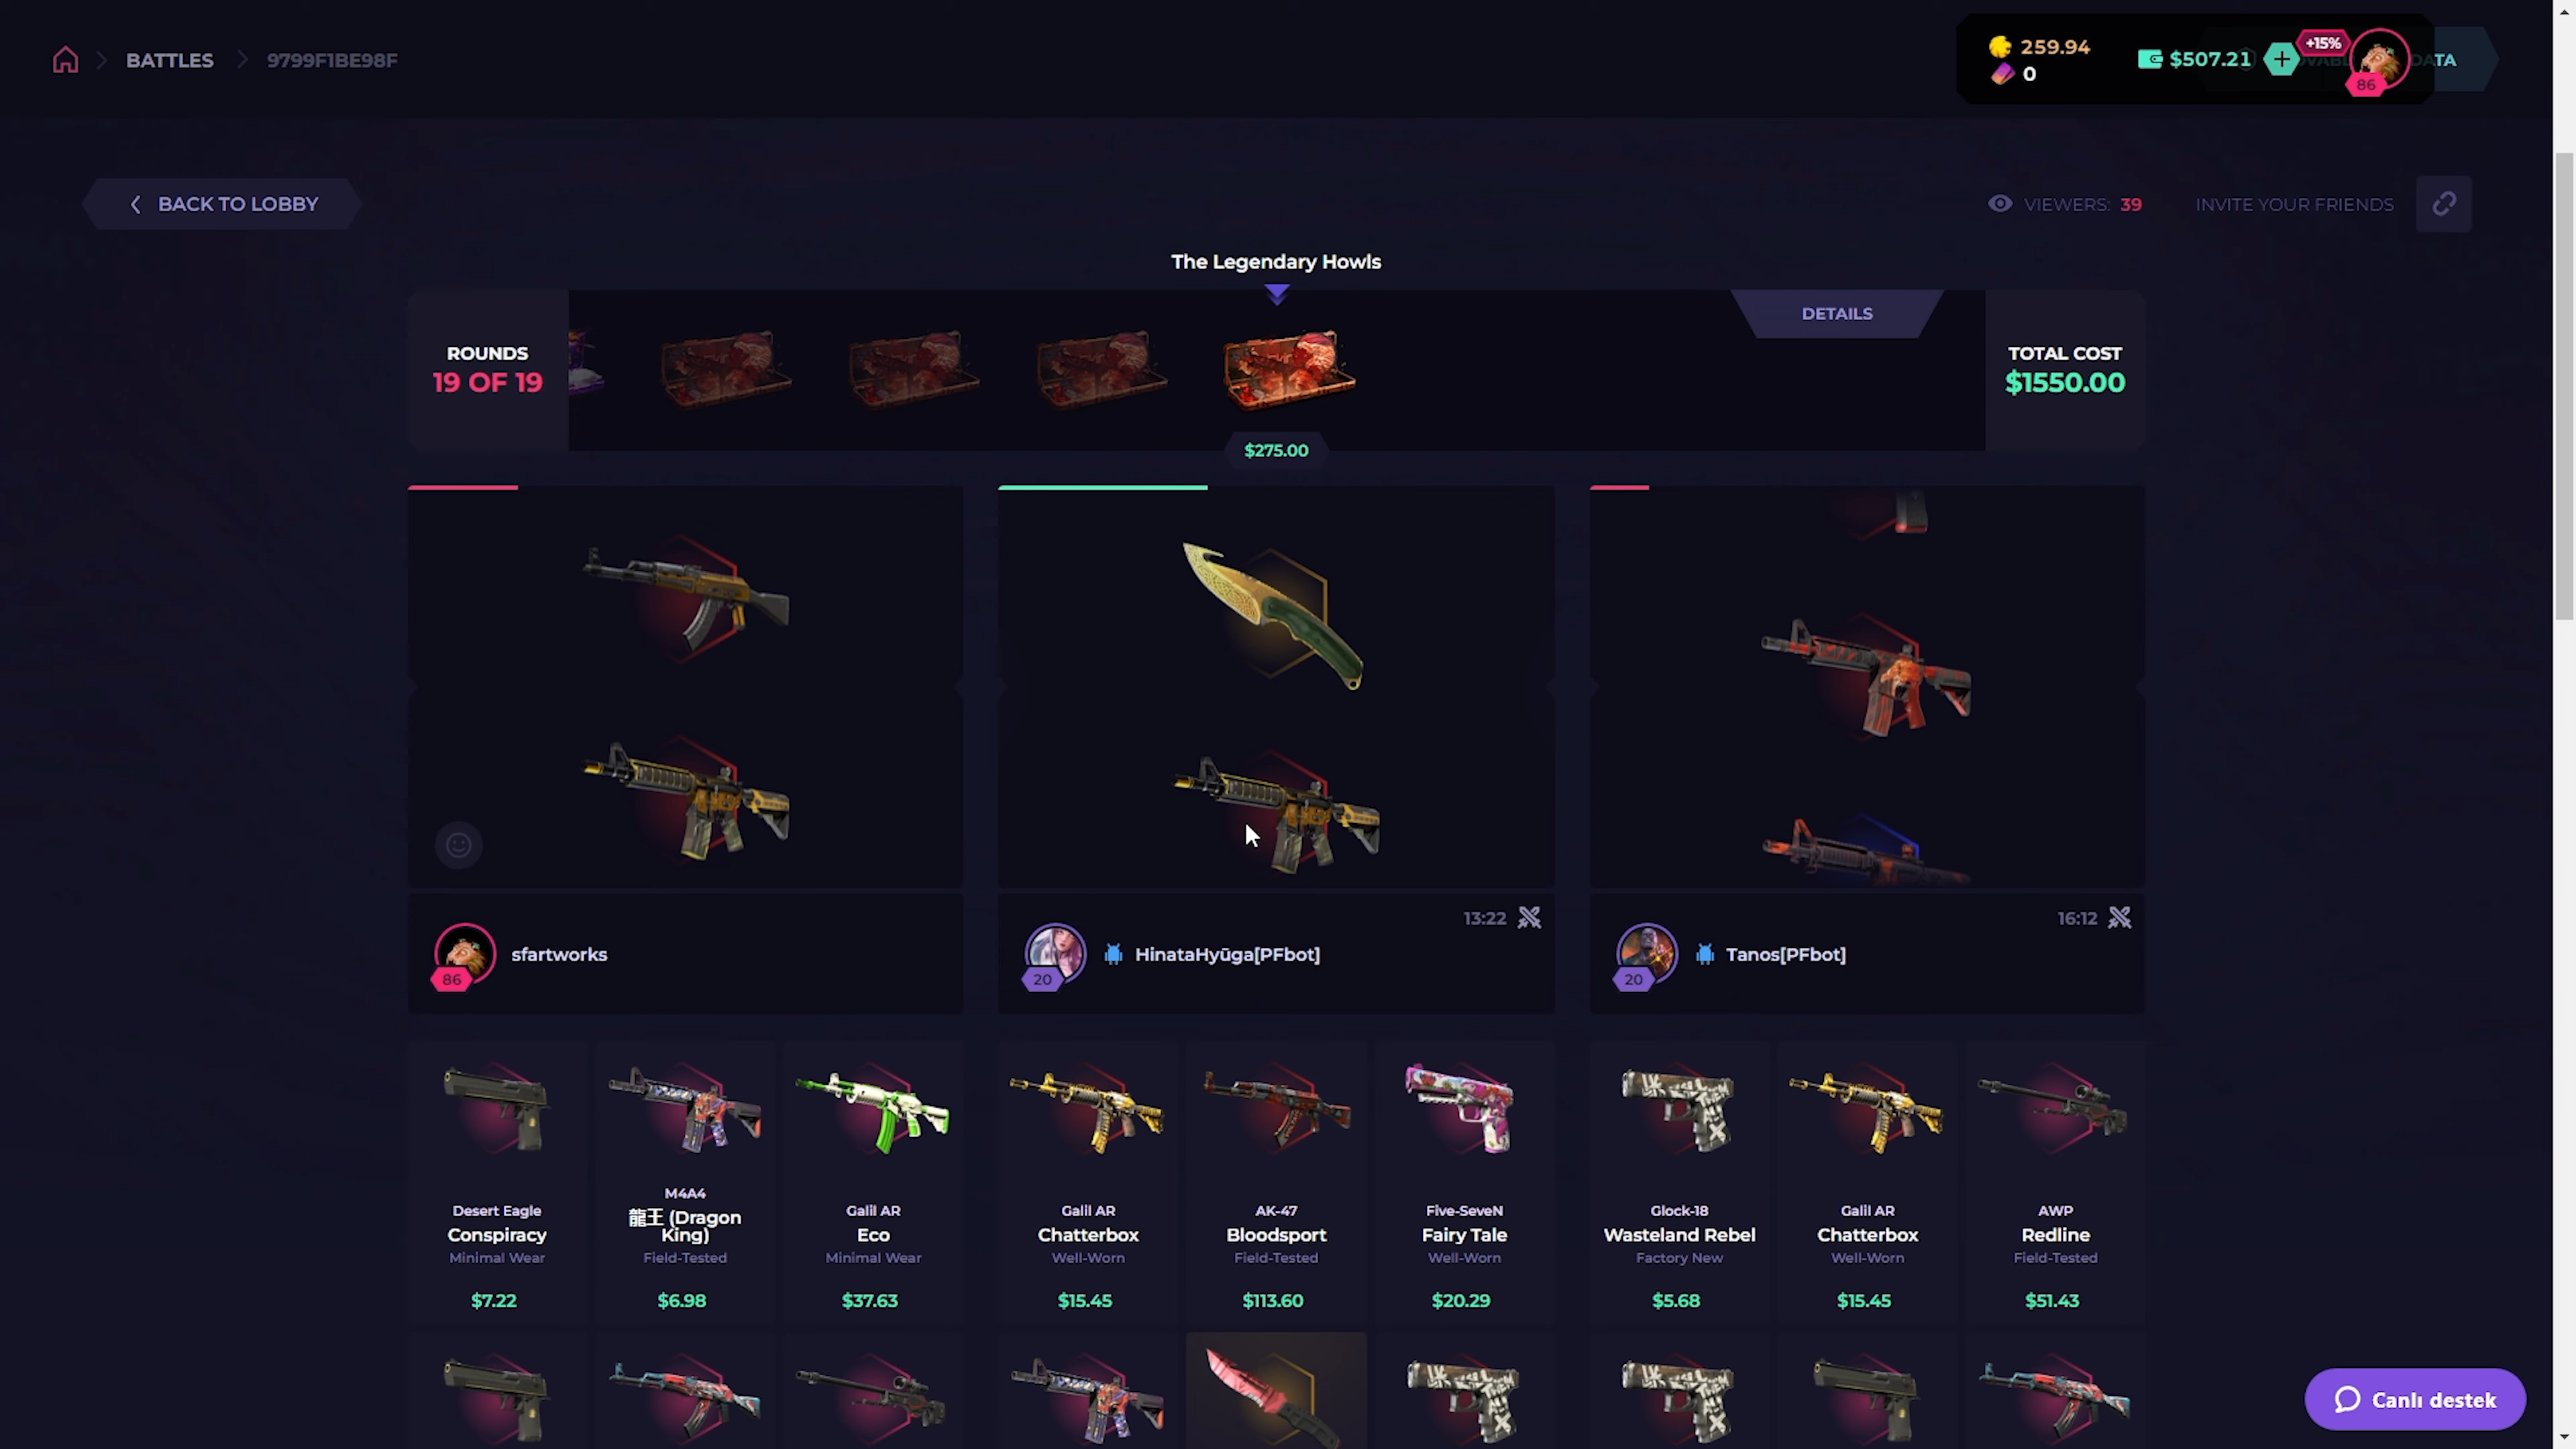 BATTLES
9799F1BE98F
259.94
0
$507.21
+15%
86
DATA
BACK TO LOBBY
VIEWERS: 39
INVITE YOUR FRIENDS
The Legendary Howls
DETAILS
ROUNDS
19 OF 19
TOTAL COST
$1550.00
$275.00
86
sfartworks
20
HinataHyūga[PFbot]
13:22
20
Tanos[PFbot]
16:12
Desert Eagle
Conspiracy
Minimal Wear
$7.22
M4A4
龍王 (Dragon
King)
Field-Tested
$6.98
Galil AR
Eco
Minimal Wear
$37.63
Galil AR
Chatterbox
Well-Worn
$15.45
AK-47
Bloodsport
Field-Tested
$113.60
Five-SeveN
Fairy Tale
Well-Worn
$20.29
Glock-18
Wasteland Rebel
Factory New
$5.68
Galil AR
Chatterbox
Well-Worn
$15.45
AWP
Redline
Field-Tested
$51.43
Canlı destek